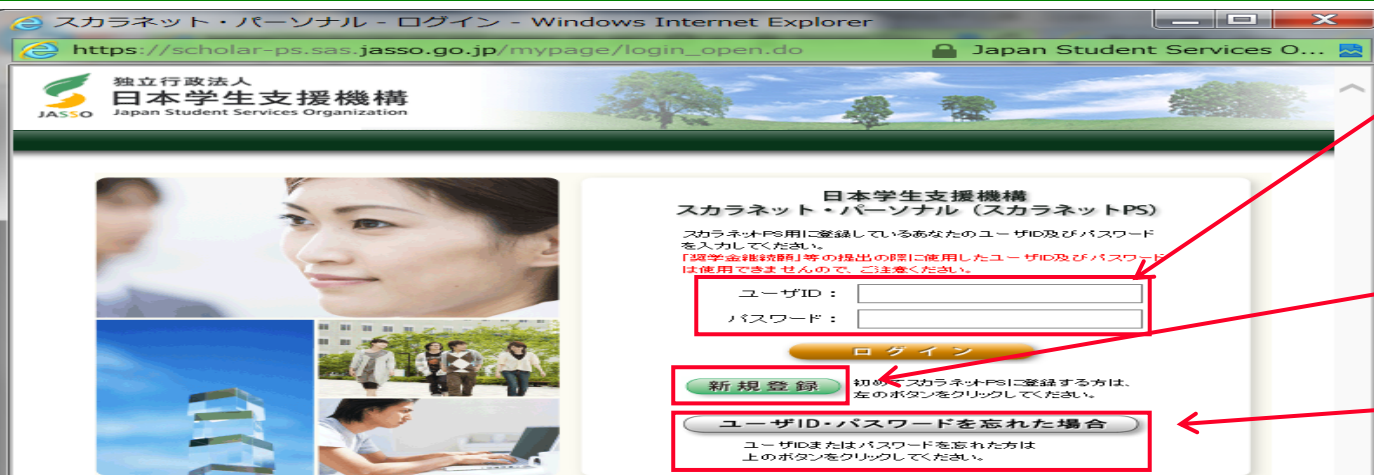 スカラネット・パーソナル - ログイン - Windows Internet Explorer
https://scholar-ps.sas.jasso.go.jp/mypage/login_open.do
Japan Student Services O...
JASSO
独立行政法人
日本学生支援機構
Japan Student Services Organization
日本学生支援機構
スカラネット・パーソナル（スカラネットPS）
スカラネットPS用に登録しているあなたのユーザID及びパスワード
を入力してください。
「奨学金継続願」等の提出の際に使用したユーザID及びパスワード
は使用できませんので、ご注意ください。
ユーザID：
パスワード：
ログイン
新規登録
初めてスカラネットPSに登録する方は、
左のボタンをクリックしてください。
ユーザID・パスワードを忘れた場合
ユーザIDまたはパスワードを忘れた方は
上のボタンをクリックしてください。